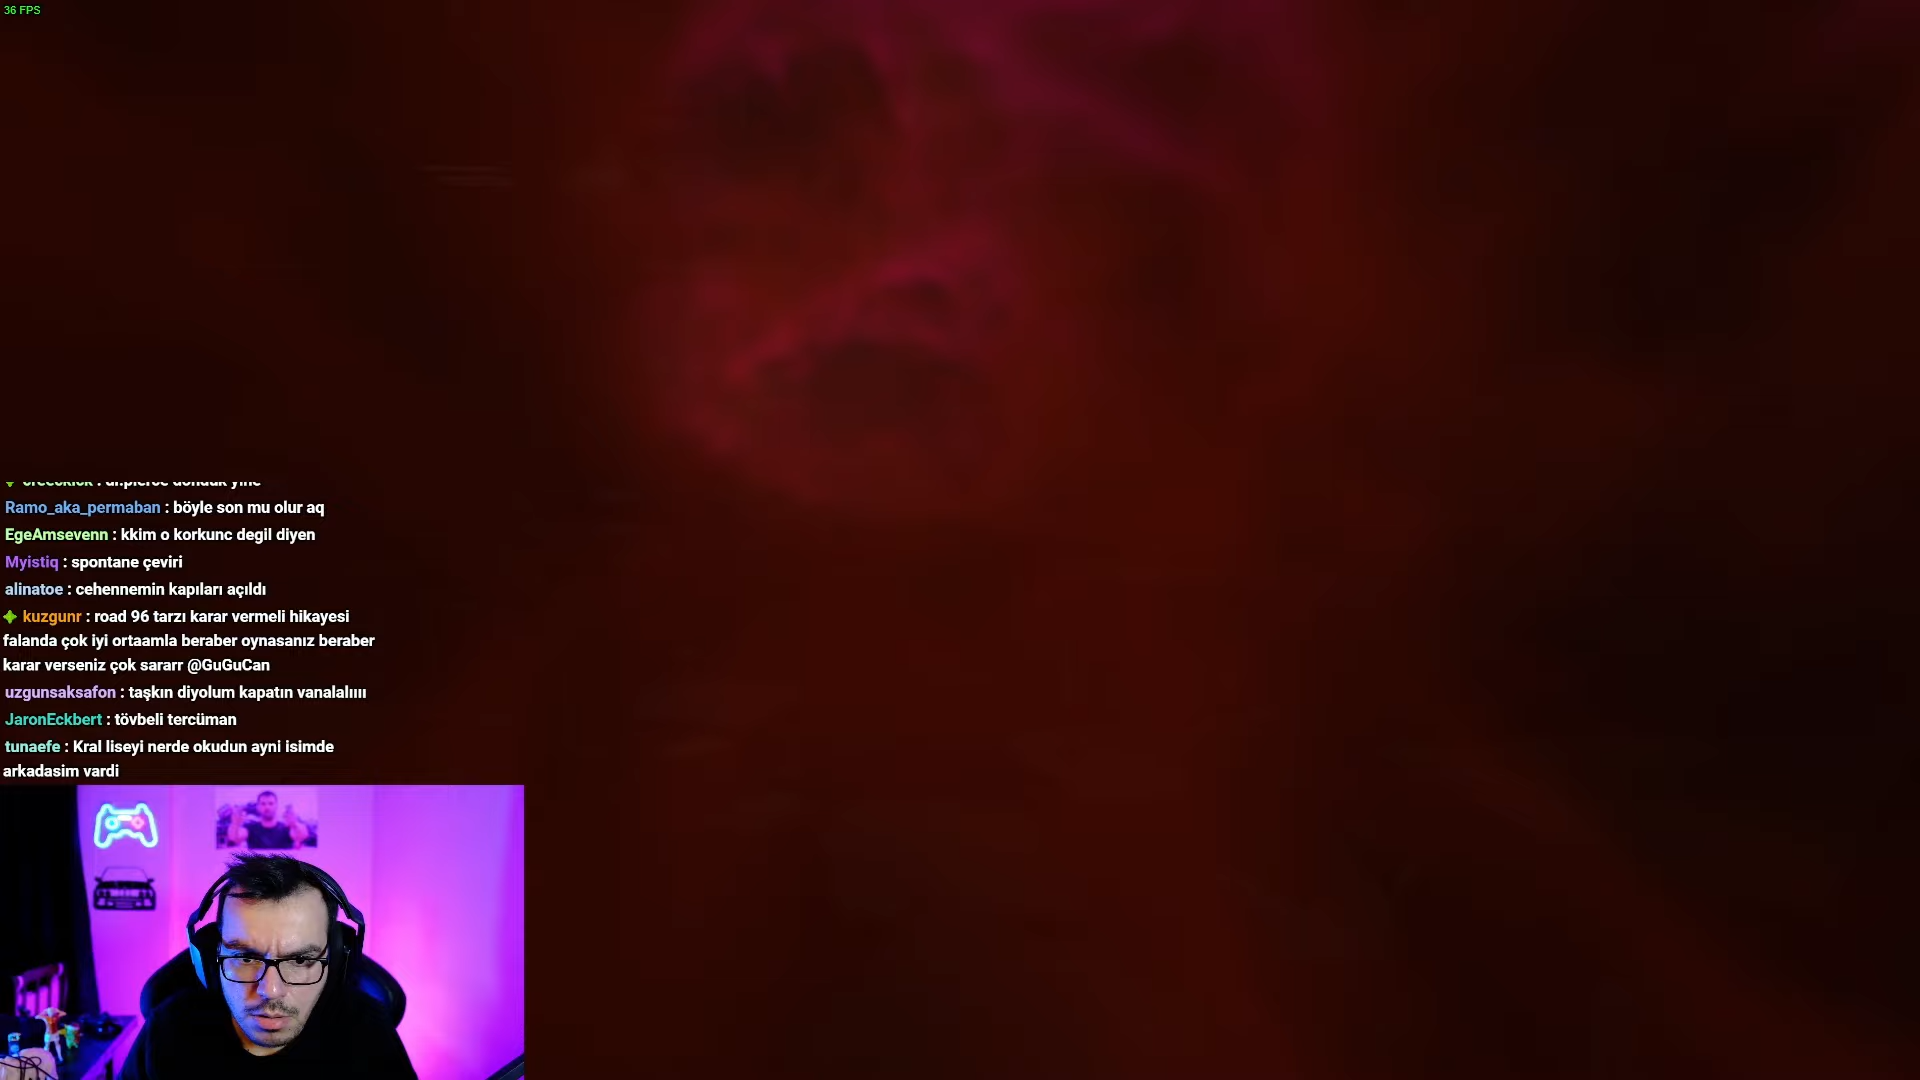 36 FPS
Ramo_aka_permaban : böyle son mu olur aq
EgeAmsevenn : kkim o korkunc degil diyen
Myistiq : spontane çeviri
alinatoe : cehennemin kapıları açıldı
kuzgunr : road 96 tarzı karar vermeli hikayesi
falanda çok iyi ortaamla beraber oynasanız beraber
karar verseniz çok sararr @GuGuCan
uzgunsaksafon : taşkın diyolum kapatın vanalalıııı
JaronEckbert : tövbeli tercüman
tunaefe : Kral liseyi nerde okudun ayni isimde
arkadasim vardi